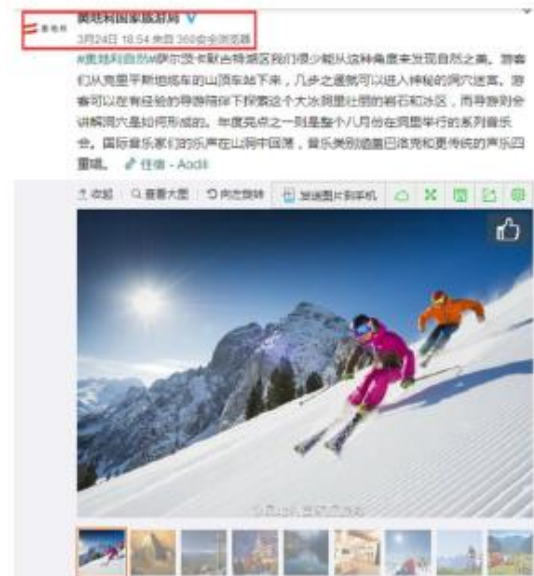 奥地利国家旅游局 V
奥地利
3月24日 18:54 来自 360安全浏览器
#奥地利自然#萨尔茨卡默古特湖区我们很少能从这种角度来发现自然之美。游客
们从克里平斯坦缆车的山顶车站下来，几步之遥就可以进入神秘的洞穴迷宫。游
客可以在有经验的导游陪伴下探索这个大冰洞里壮丽的岩石和冰区，而导游则会
讲解洞穴是如何形成的。年度亮点之一则是整个八月份在洞里举行的系列音乐
会。国际音乐家们的乐声在山洞中回荡，音乐类别涵盖巴洛克和更传统的声乐四
重唱。 - Aodili
收起 查看大图 向左旋转 发送图片到手机